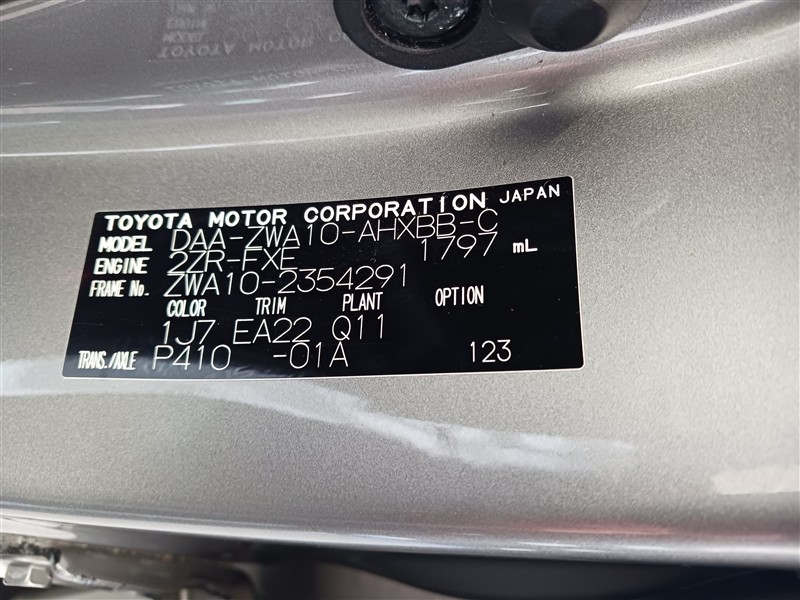 TOYOTA MOTOR CORPORATION JAPAN
MODEL DAA-ZWA10-AHXBB-C
ENGINE 2ZR-FXE 1797 mL
FRAME No. ZWA10-2354291
COLOR TRIM PLANT OPTION
1J7 EA22 Q11
TRANS./AXLE P410 -01A 123